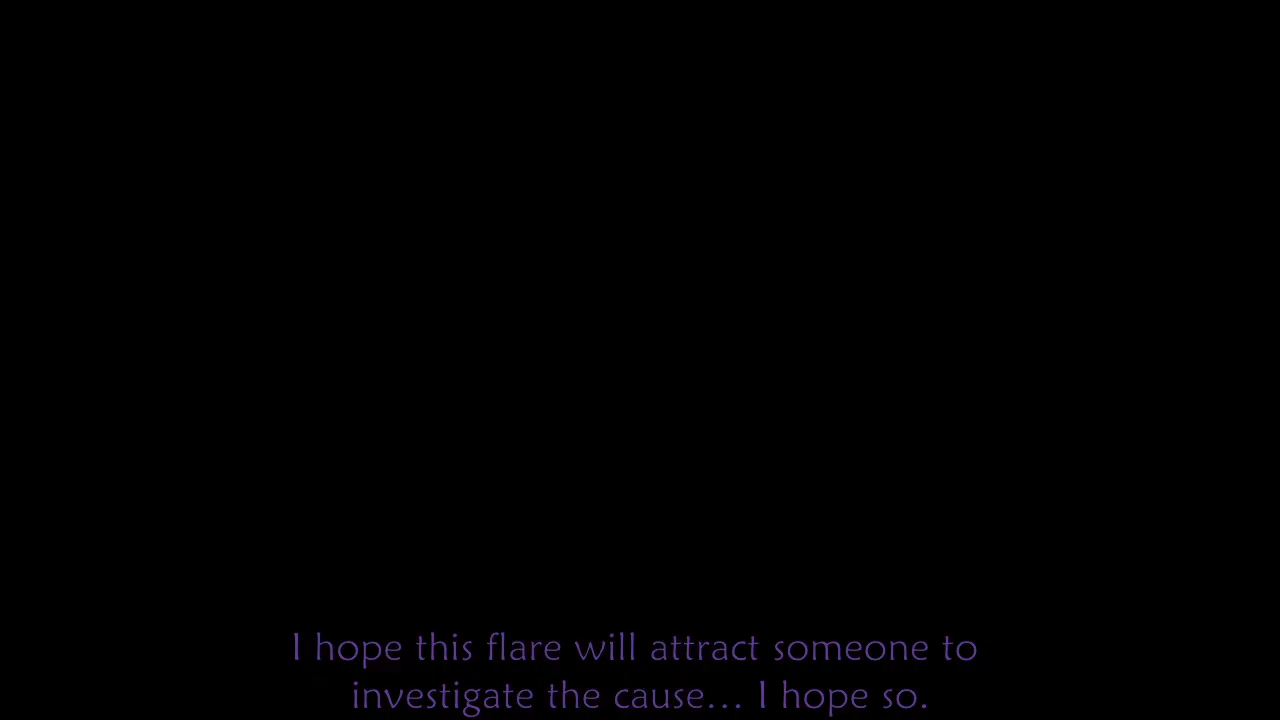 I hope this flare will attract someone to
investigate the cause... I hope so.